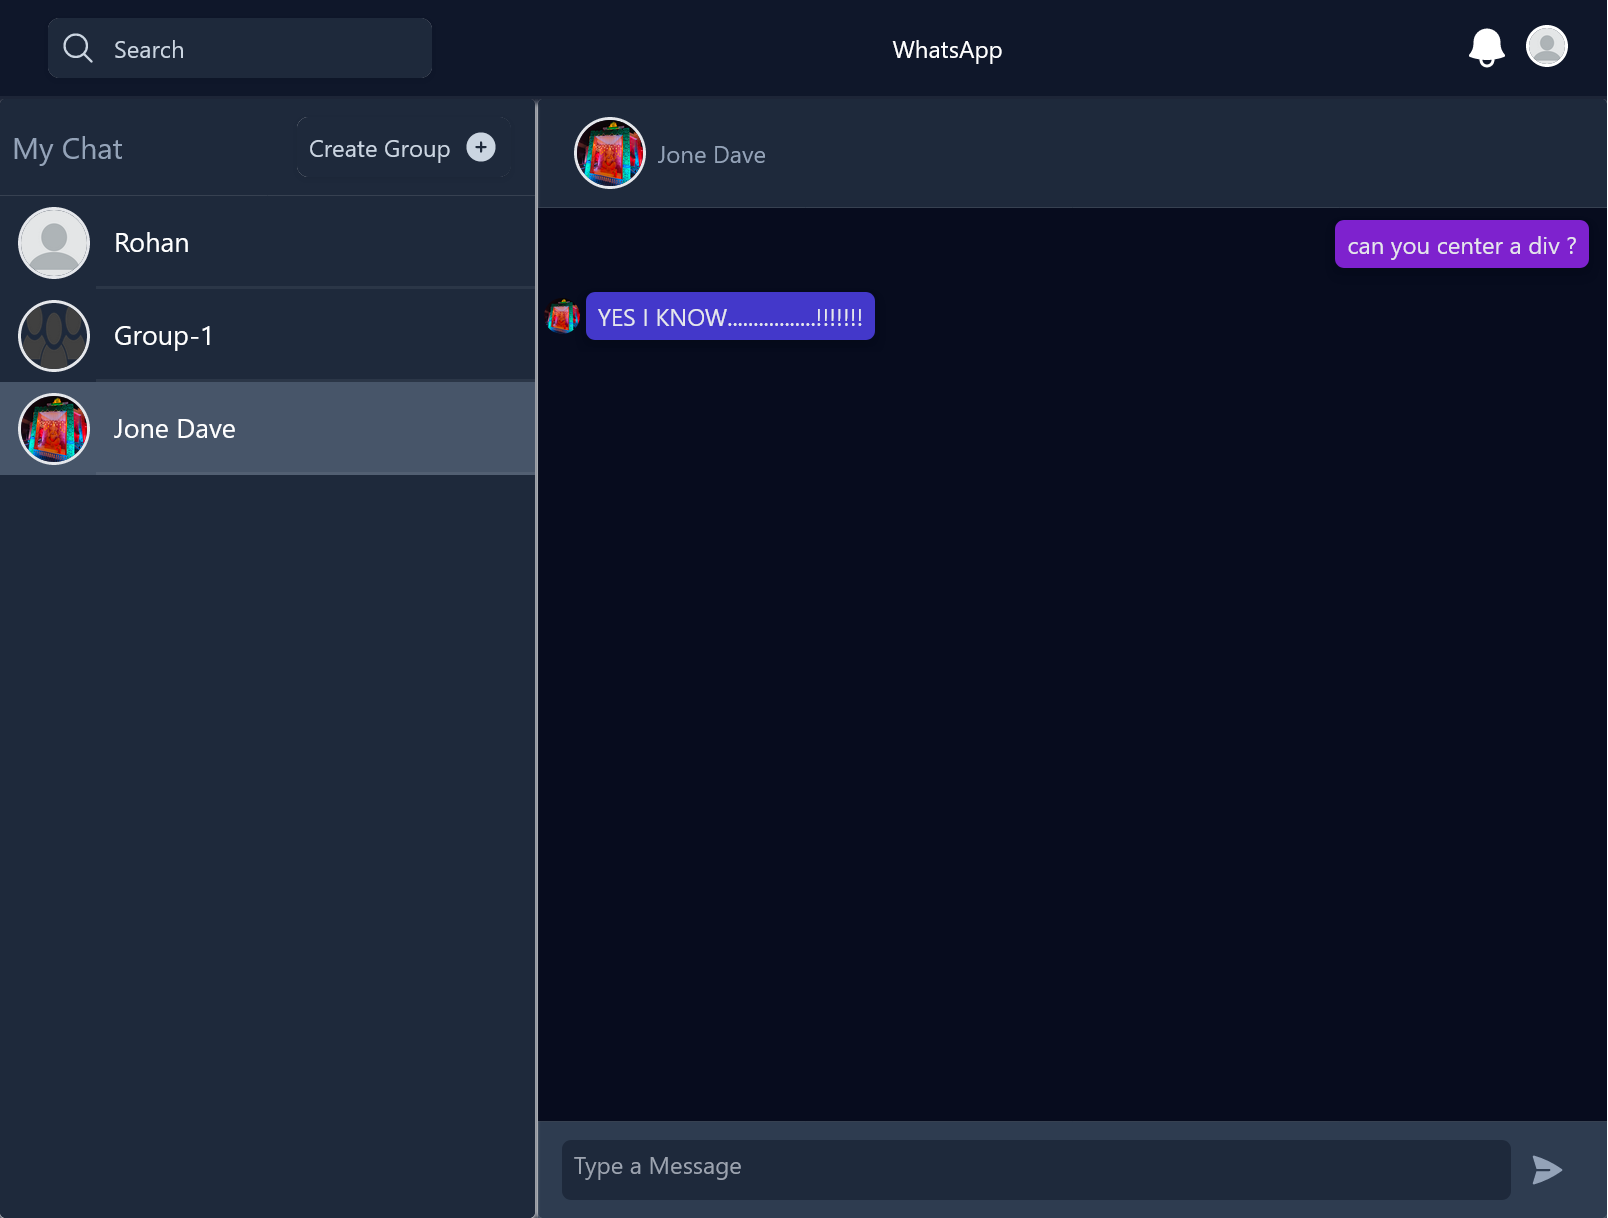 Search
WhatsApp
My Chat
Create Group
Rohan
Group-1
Jone Dave
Jone Dave
can you center a div ?
YES I KNOW.................!!!!!!!
Type a Message